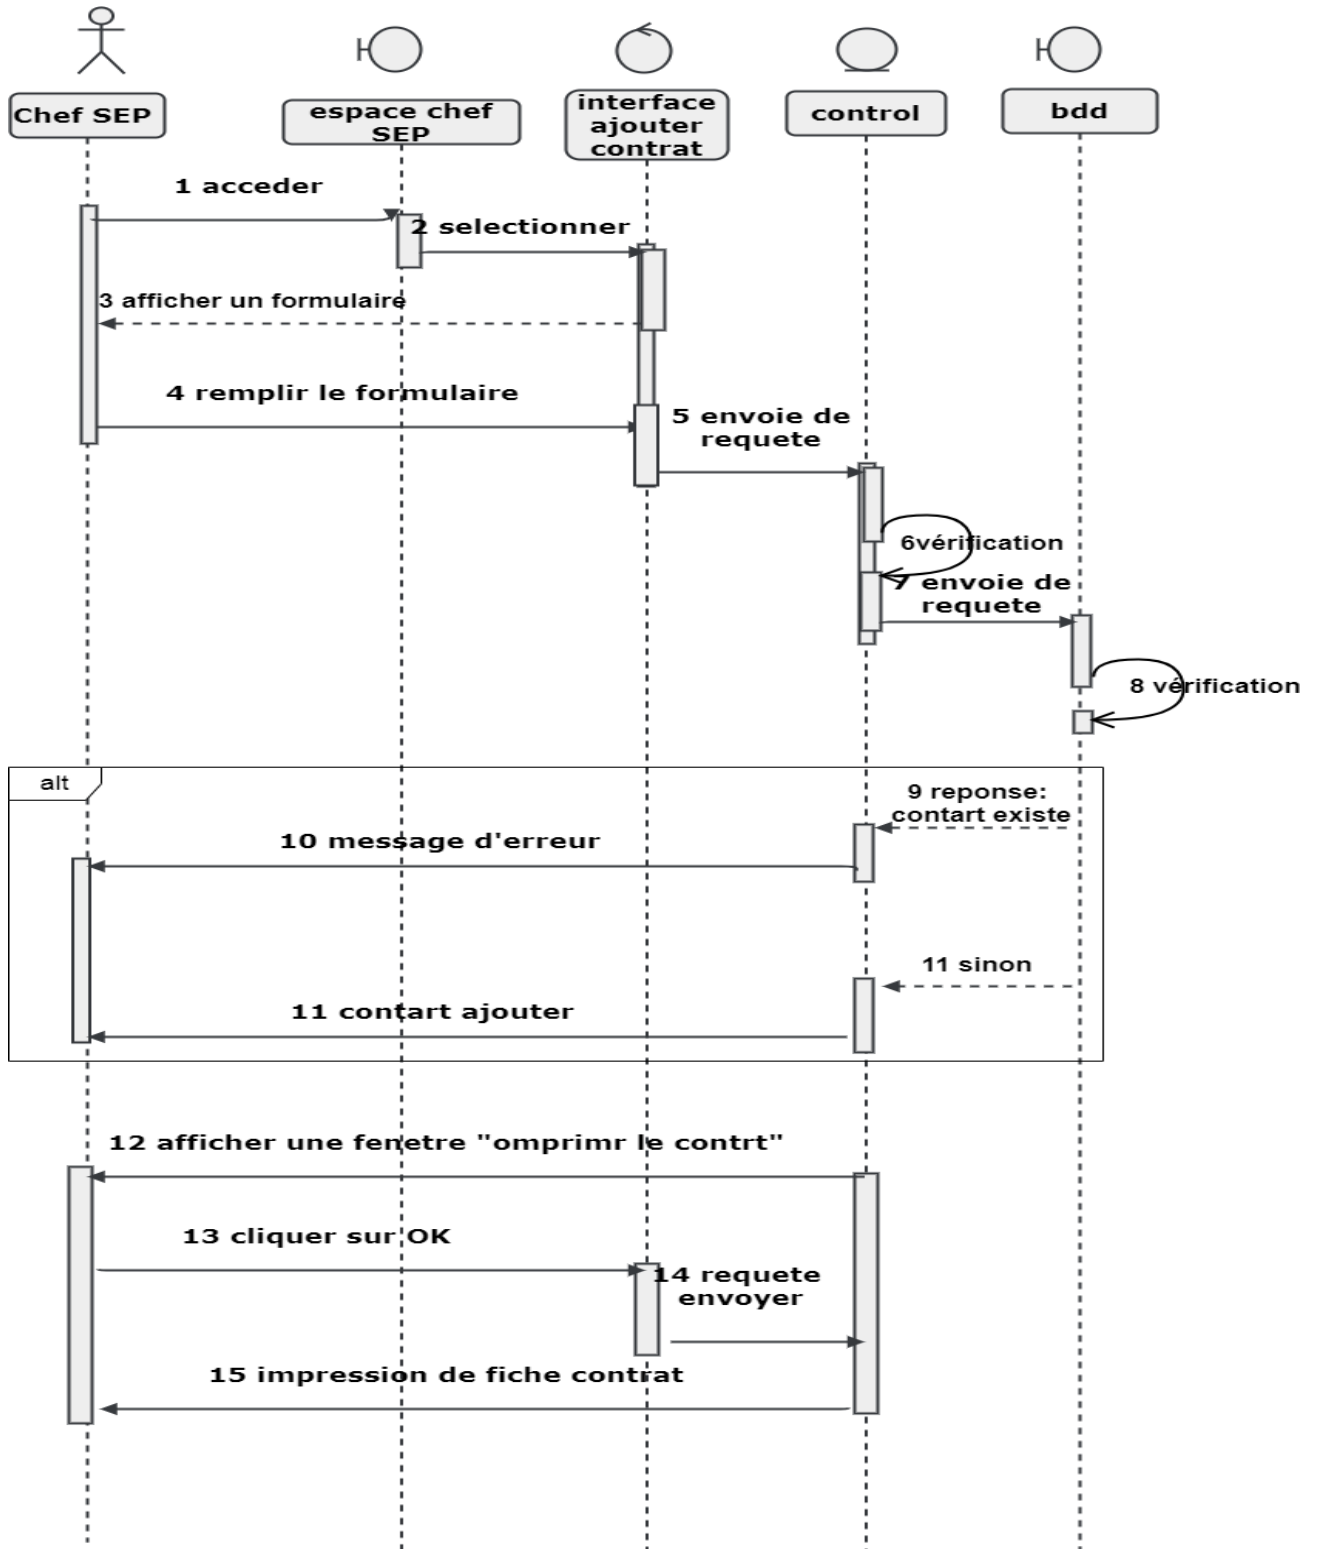 Chef SEP
espace chef
SEP
interface
ajouter
contrat
control
bdd
1 acceder
2 selectionner
3 afficher un formulaire
4 remplir le formulaire
5 envoie de
requete
6vérification
7 envoie de
requete
8 vérification
alt
9 reponse:
contart existe
10 message d'erreur
11 sinon
11 contart ajouter
12 afficher une fenetre "omprimr le contrt"
13 cliquer sur OK
14 requete
envoyer
15 impression de fiche contrat